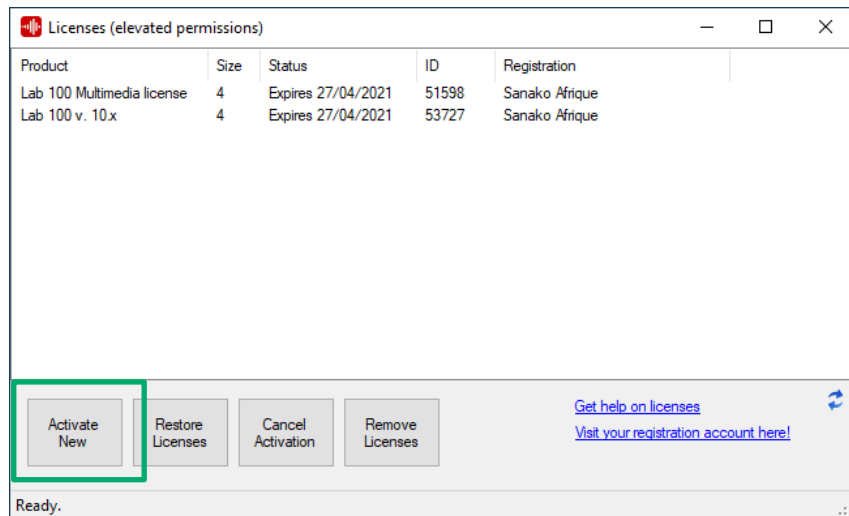 Licenses (elevated permissions)
Product Size Status ID Registration
Lab 100 Multimedia license 4 Expires 27/04/2021 51598 Sanako Afrique
Lab 100 v. 10.x 4 Expires 27/04/2021 53727 Sanako Afrique
Activate New
Restore Licenses
Cancel Activation
Remove Licenses
Get help on licenses
Visit your registration account here!
Ready.